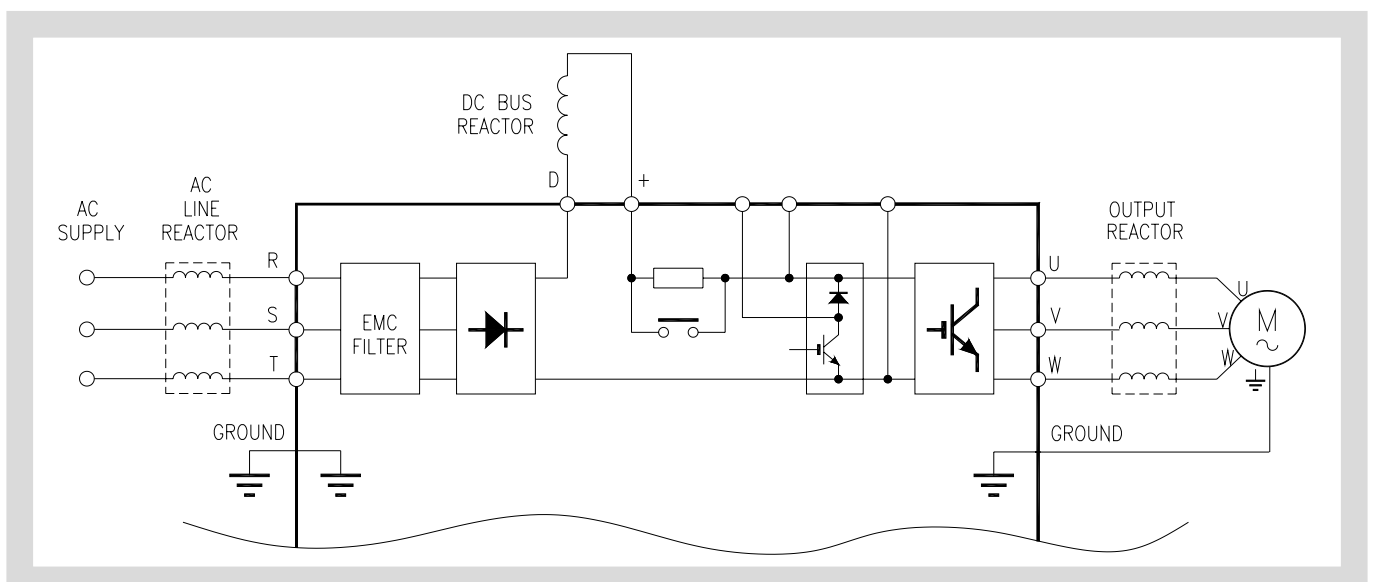 DC BUS
REACTOR
D
+
AC
SUPPLY
AC
LINE
REACTOR
R
S
T
EMC
FILTER
U
V
W
OUTPUT
REACTOR
U
V
W
M
GROUND
GROUND